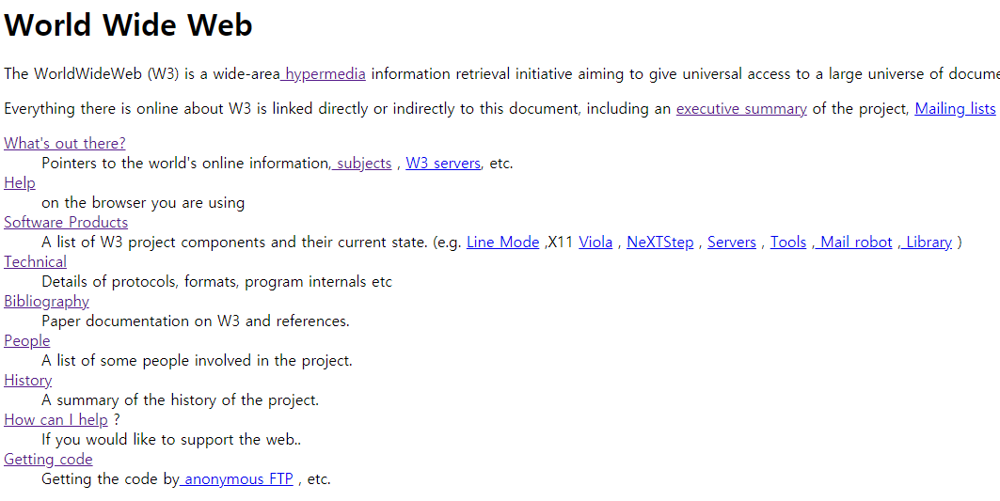 World Wide Web
The WorldWideWeb (W3) is a wide-area hypermedia information retrieval initiative aiming to give universal access to a large universe of
Everything there is online about W3 is linked directly or indirectly to this document, including an executive summary of the project, Mailing lists
What's out there?
Pointers to the world's online information, subjects , W3 servers, etc.
Help
on the browser you are using
Software Products
A list of W3 project components and their current state. (e.g. Line Mode ,X11 Viola , NeXTStep , Servers , Tools , Mail robot , Library )
Technical
Details of protocols, formats, program internals etc
Bibliography
Paper documentation on W3 and references.
People
A list of some people involved in the project.
History
A summary of the history of the project.
How can I help ?
If you would like to support the web..
Getting code
Getting the code by anonymous FTP , etc.